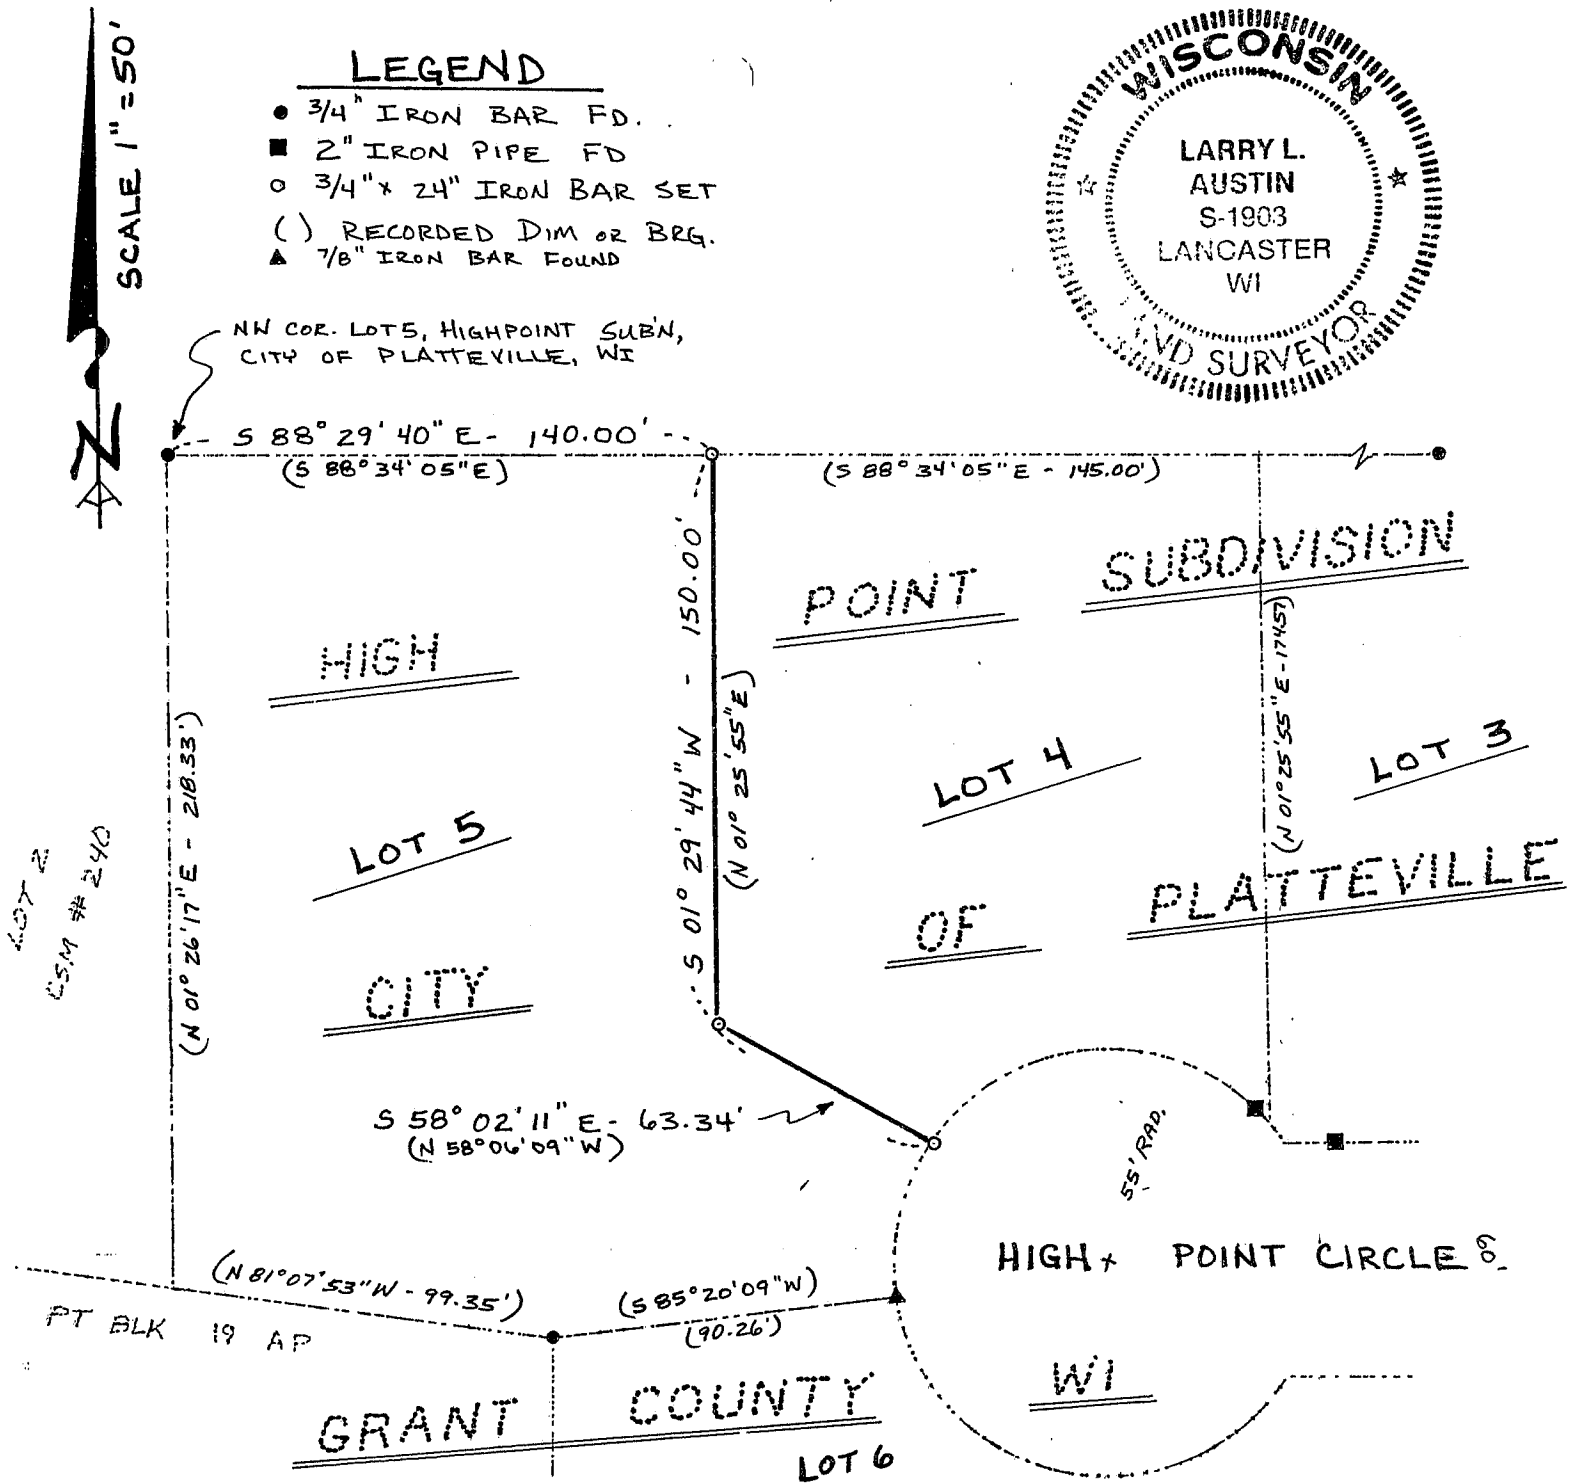 SCALE 1"=50'
LEGEND
3/4" IRON BAR FD.
2" IRON PIPE FD
3/4" x 24" IRON BAR SET
( ) RECORDED DIM OR BRG.
7/8" IRON BAR FOUND
WISCONSIN
LARRY L.
AUSTIN
S-1903
LANCASTER
WI
SURVEYOR
NW COR. LOT 5, HIGHPOINT SUB'N,
CITY OF PLATTEVILLE, WI
N
S 88° 29' 40" E - 140.00'
(S 88° 34' 05" E)
(S 88° 34' 05" E - 145.00')
HIGH POINT SUBDIVISION
S 01° 29' 44" W - 150.00'
(N 01° 25' 55" E)
(N 01° 25' 55" E - 174.57)
(N 01° 26' 17" E - 218.33')
LOT 5
LOT 4
LOT 3
LOT 2
CSM # 240
CITY OF PLATTEVILLE
S 58° 02' 11" E - 63.34'
(N 58° 06' 09" W)
55' RAD.
HIGH POINT CIRCLE
60
(N 81° 07' 53" W - 99.35')
(S 85° 20' 09" W)
(90.26')
PT BLK 19 AP
GRANT COUNTY WI
LOT 6